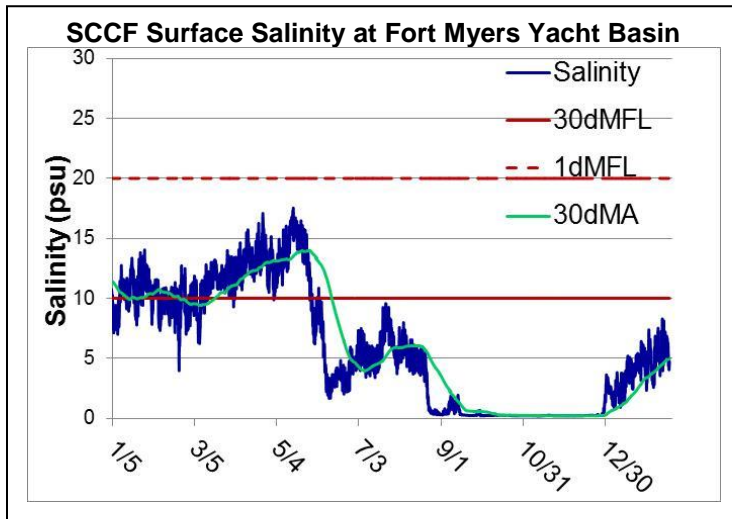 SCCF Surface Salinity at Fort Myers Yacht Basin
30
25
20
15
10
5
0
Salinity (psu)
Salinity
30dMFL
1dMFL
30dMA
1/5
3/5
5/4
7/3
9/1
10/31
12/30